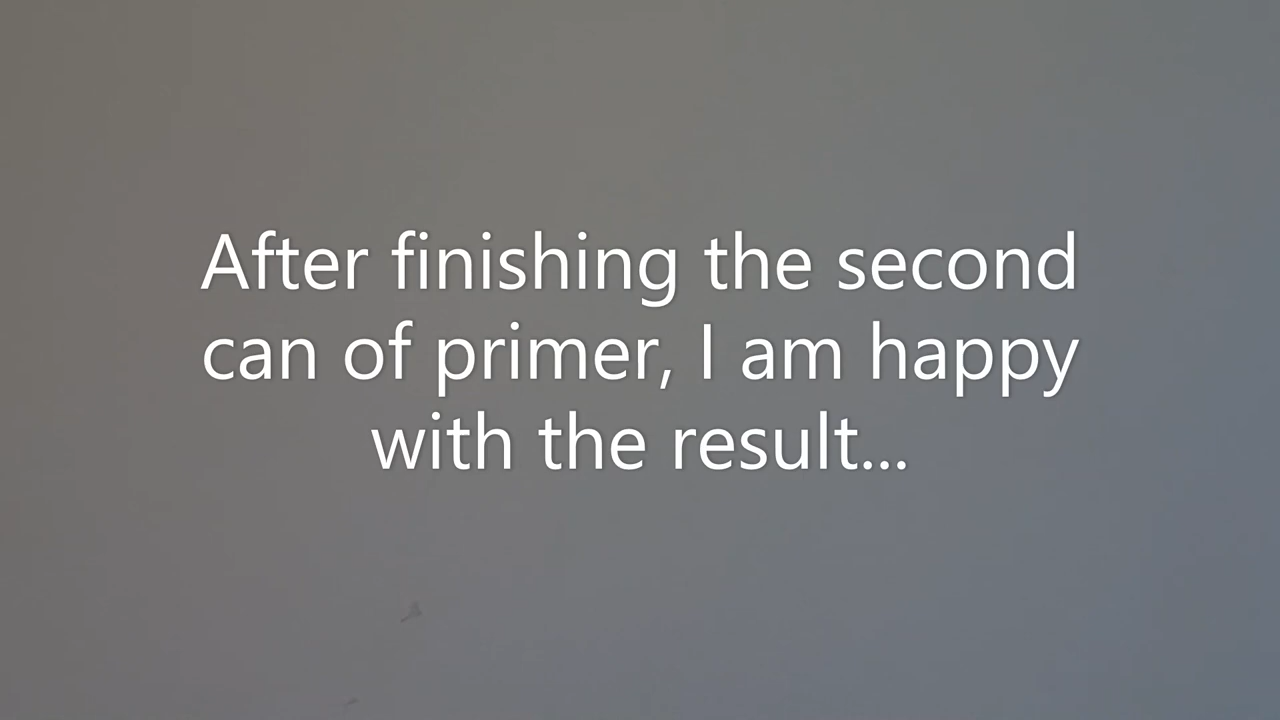 After finishing the second
can of primer, I am happy
with the result...